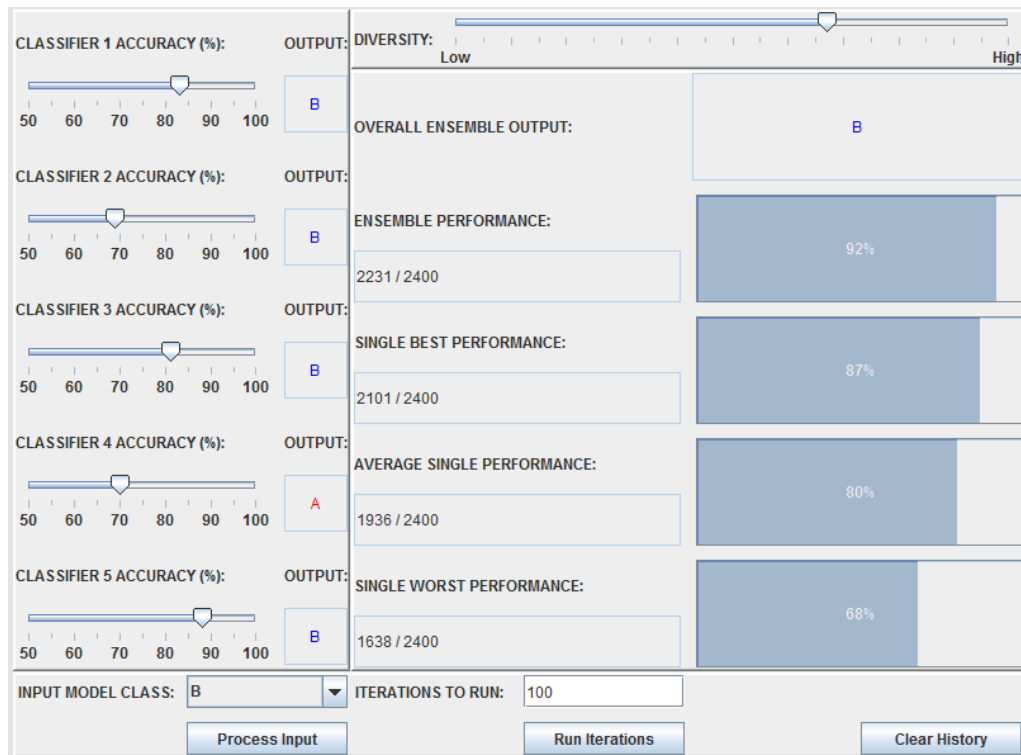 CLASSIFIER 1 ACCURACY (%): OUTPUT:
50 60 70 80 90 100
B
CLASSIFIER 2 ACCURACY (%): OUTPUT:
50 60 70 80 90 100
B
CLASSIFIER 3 ACCURACY (%): OUTPUT:
50 60 70 80 90 100
B
CLASSIFIER 4 ACCURACY (%): OUTPUT:
50 60 70 80 90 100
A
CLASSIFIER 5 ACCURACY (%): OUTPUT:
50 60 70 80 90 100
B
DIVERSITY:
Low High
OVERALL ENSEMBLE OUTPUT: B
ENSEMBLE PERFORMANCE:
2231 / 2400
92%
SINGLE BEST PERFORMANCE:
2101 / 2400
87%
AVERAGE SINGLE PERFORMANCE:
1936 / 2400
80%
SINGLE WORST PERFORMANCE:
1638 / 2400
68%
INPUT MODEL CLASS: B ITERATIONS TO RUN: 100
Process Input Run Iterations Clear History